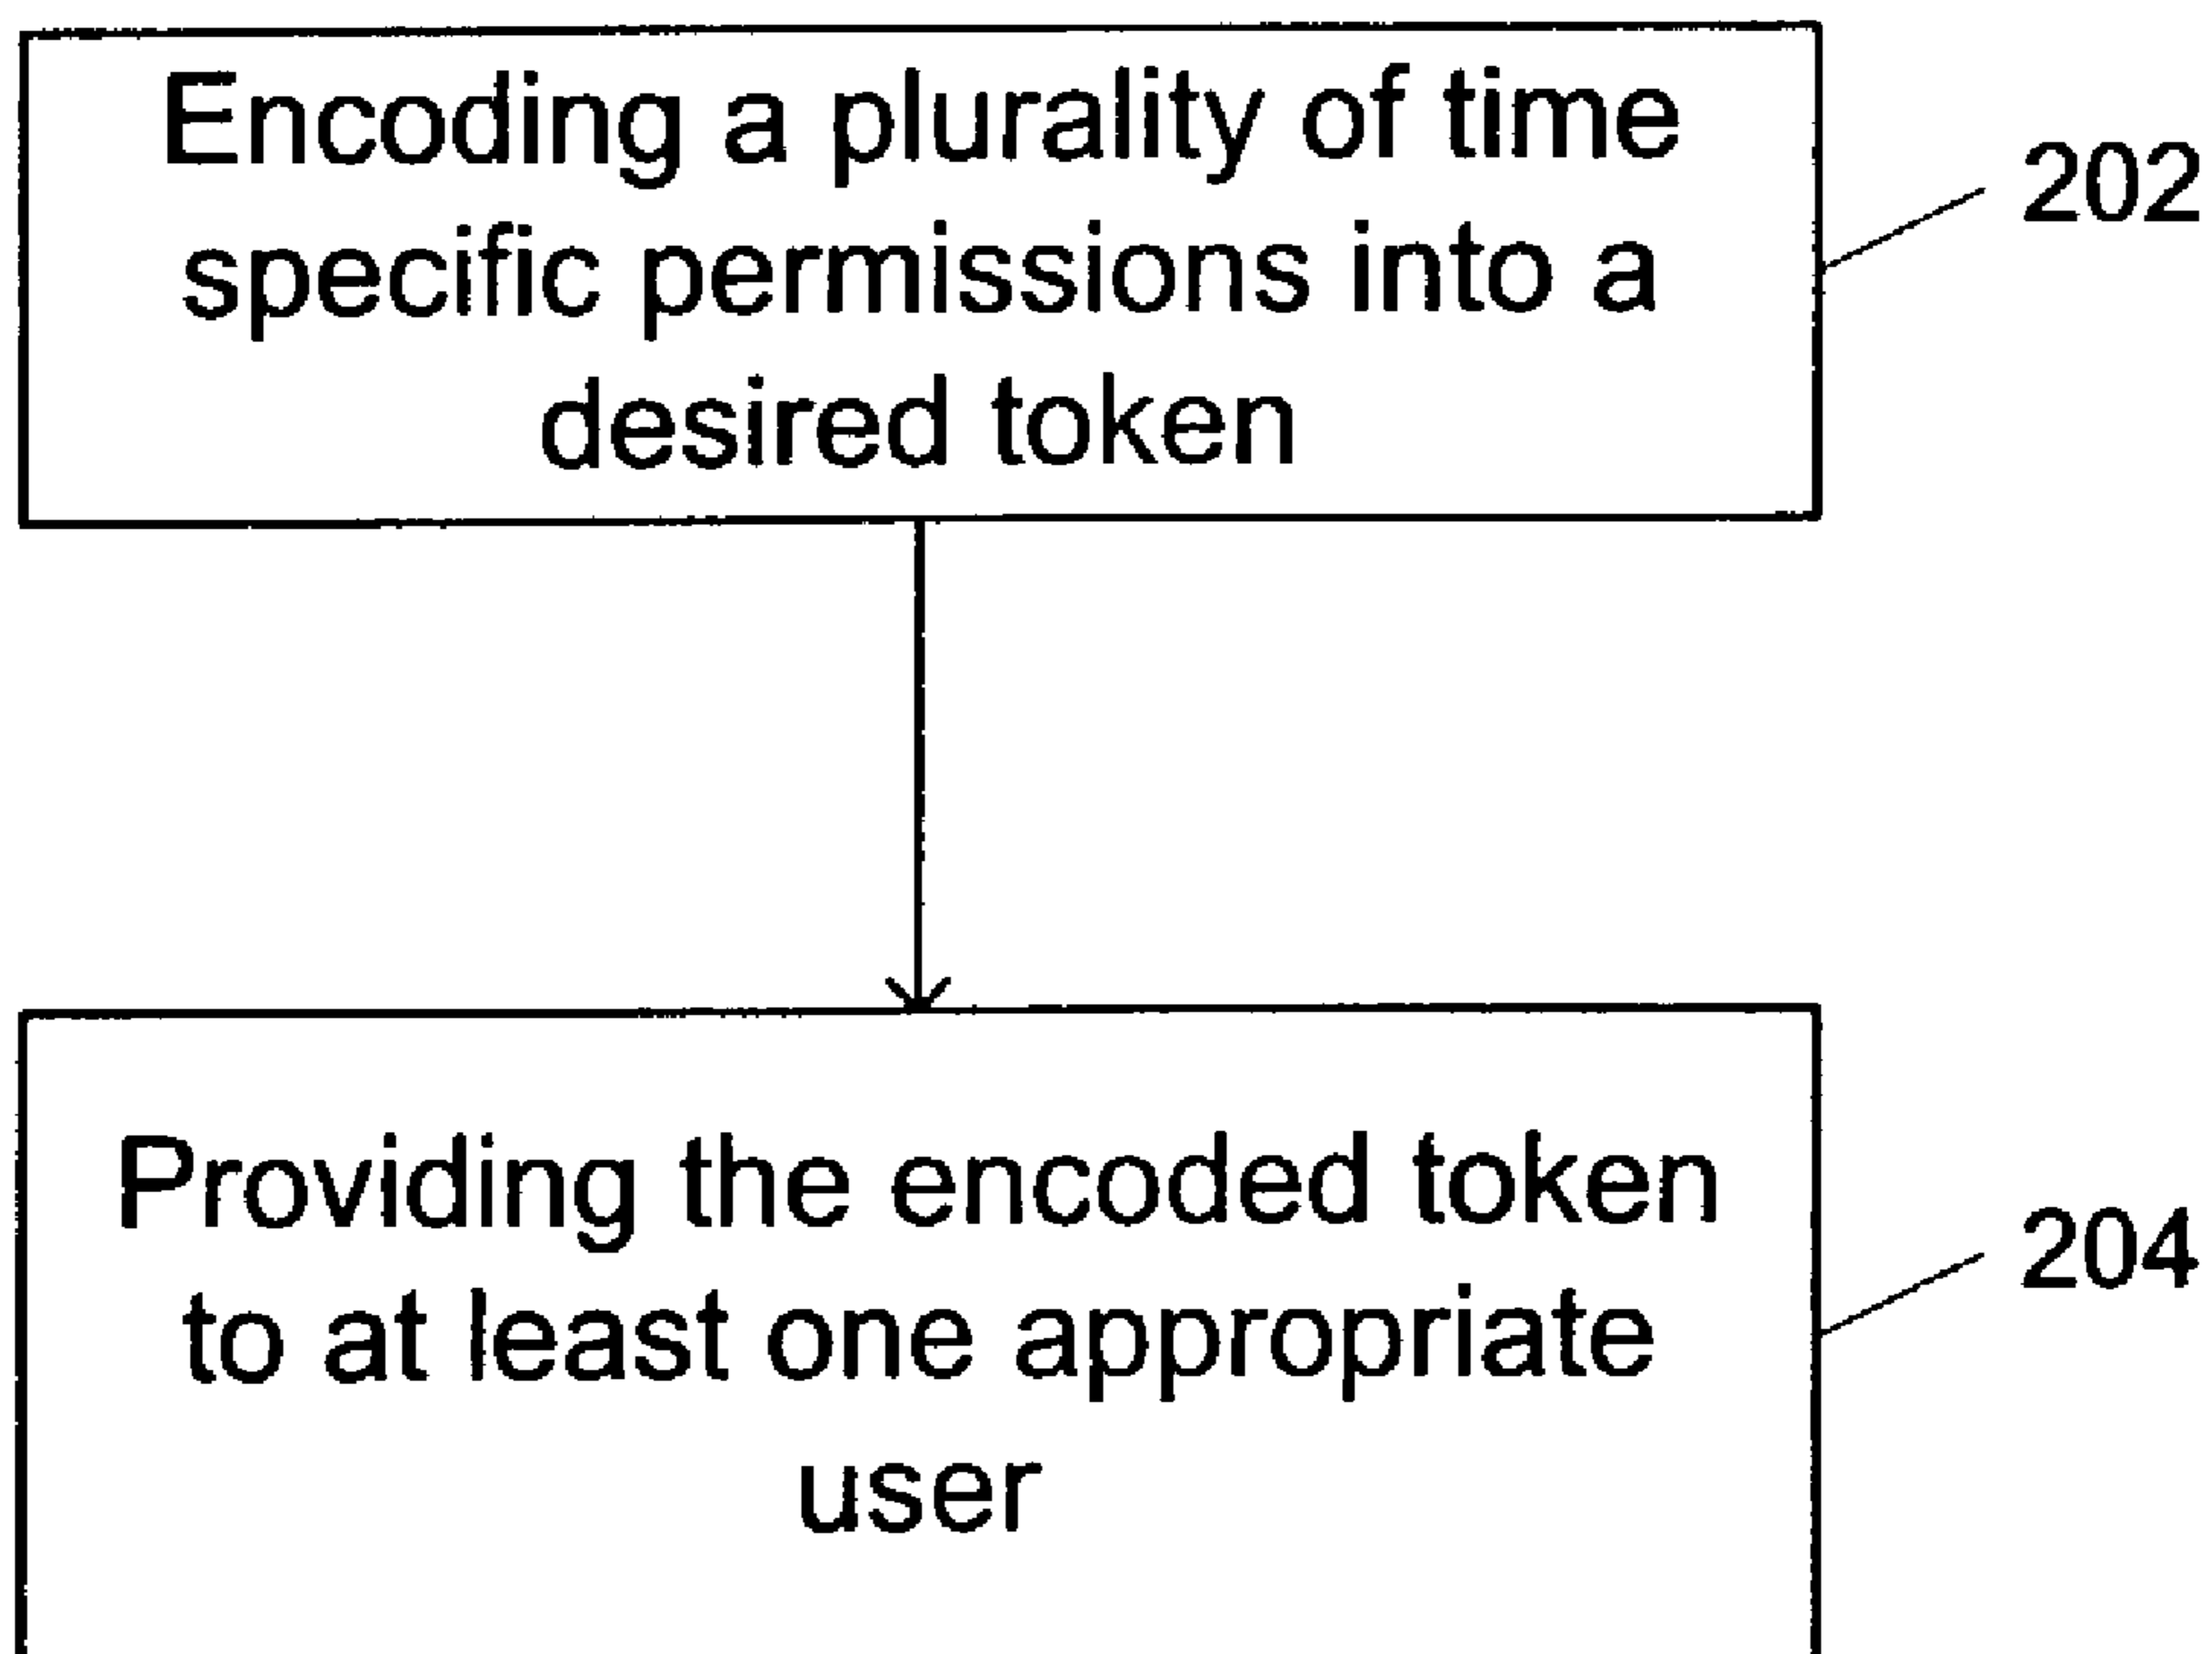 Encoding a plurality of time
specific permissions into a
desired token
202
Providing the encoded token
to at least one appropriate
user
204